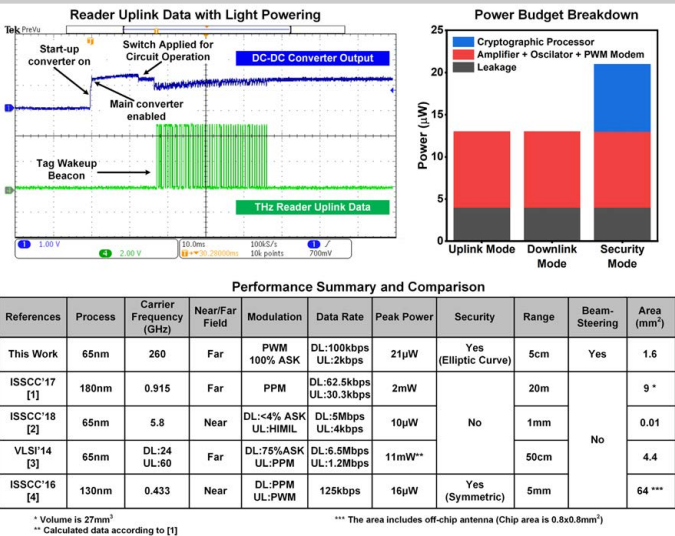 Reader Uplink Data with Light Powering
Tek PreVu
Start-up
converter on
Switch Applied for
Circuit Operation
DC-DC Converter Output
Main converter
enabled
Tag Wakeup
Beacon
THz Reader Uplink Data
1 1.00 V
4 2.00 V
10.0ms
100kS/s
10k points
1
700mV
Power Budget Breakdown
Power (μW)
25
20
15
10
5
0
Cryptographic Processor
Amplifier + Oscilator + PWM Modem
Leakage
Uplink Mode
Downlink
Mode
Security
Mode
Performance Summary and Comparison
References Process Carrier Frequency (GHz) Near/Far Field Modulation Data Rate Peak Power Security Range Beam-Steering Area (mm²)
This Work 65nm 260 Far PWM 100% ASK DL:100kbps UL:2kbps 21μW Yes (Elliptic Curve) 5cm Yes 1.6
ISSCC'17 [1] 180nm 0.915 Far PPM DL:62.5kbps UL:30.3kbps 2mW No 20m No 9 *
ISSCC'18 [2] 65nm 5.8 Near DL:<4% ASK UL:HIMIL DL:5Mbps UL:4kbps 10μW 1mm 0.01
VLSI'14 [3] 65nm DL:24 UL:60 Far DL:75%ASK UL:PPM DL:6.5Mbps UL:1.2Mbps 11mW** 50cm 4.4
ISSCC'16 [4] 130nm 0.433 Near DL:PPM UL:PWM 125kbps 16μW Yes (Symmetric) 5mm 64 ***
* Volume is 27mm³
*** The area includes off-chip antenna (Chip area is 0.8x0.8mm²)
** Calculated data according to [1]